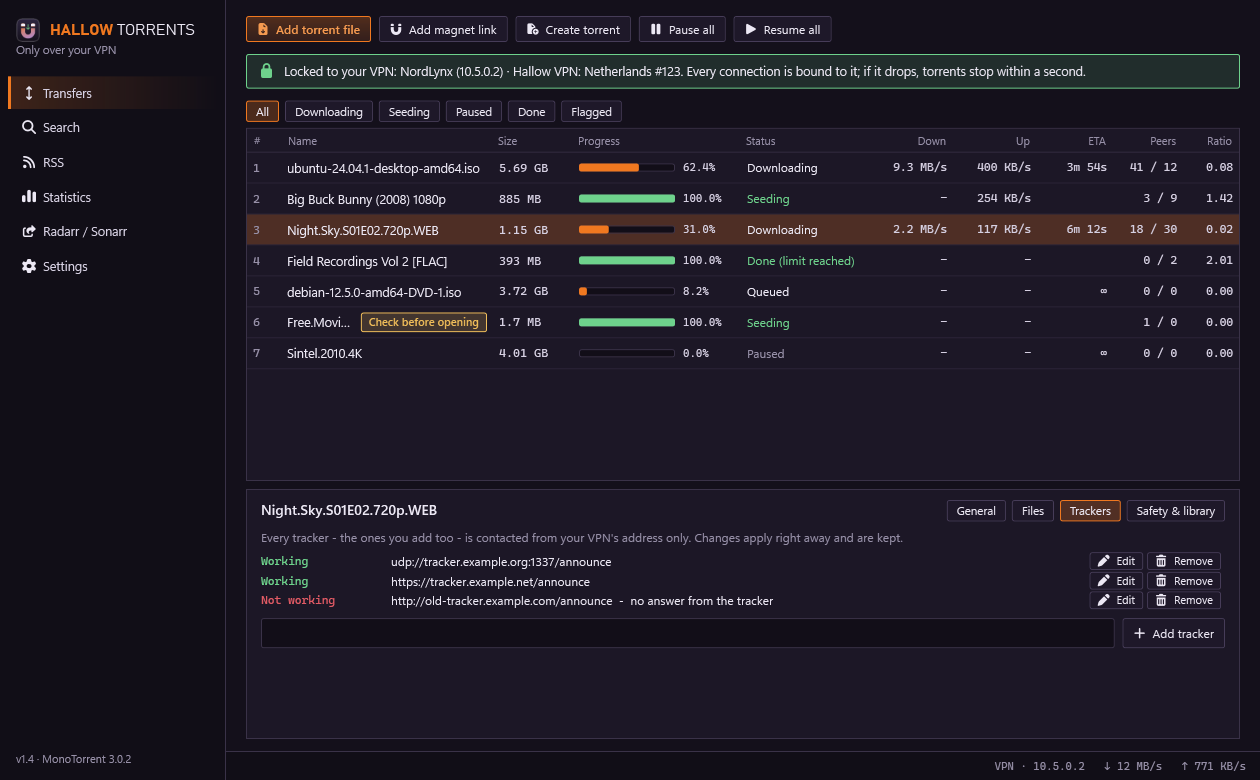 HALLOW TORRENTS
Only over your VPN
Transfers
Search
RSS
Statistics
Radarr / Sonarr
Settings
v1.4 · MonoTorrent 3.0.2
Add torrent file Add magnet link Create torrent Pause all Resume all
Locked to your VPN: NordLynx (10.5.0.2) · Hallow VPN: Netherlands #123. Every connection is bound to it; if it drops, torrents stop within a second.
All Downloading Seeding Paused Done Flagged
# Name Size Progress Status Down Up ETA Peers Ratio
1 ubuntu-24.04.1-desktop-amd64.iso 5.69 GB 62.4% Downloading 9.3 MB/s 400 KB/s 3m 54s 41 / 12 0.08
2 Big Buck Bunny (2008) 1080p 885 MB 100.0% Seeding – 254 KB/s 3 / 9 1.42
3 Night.Sky.S01E02.720p.WEB 1.15 GB 31.0% Downloading 2.2 MB/s 117 KB/s 6m 12s 18 / 30 0.02
4 Field Recordings Vol 2 [FLAC] 393 MB 100.0% Done (limit reached) – – 0 / 2 2.01
5 debian-12.5.0-amd64-DVD-1.iso 3.72 GB 8.2% Queued – – ∞ 0 / 0 0.00
6 Free.Movi... Check before opening 1.7 MB 100.0% Seeding – – 1 / 0 0.00
7 Sintel.2010.4K 4.01 GB 0.0% Paused – – ∞ 0 / 0 0.00
Night.Sky.S01E02.720p.WEB General Files Trackers Safety & library
Every tracker - the ones you add too - is contacted from your VPN's address only. Changes apply right away and are kept.
Working udp://tracker.example.org:1337/announce Edit Remove
Working https://tracker.example.net/announce Edit Remove
Not working http://old-tracker.example.com/announce - no answer from the tracker Edit Remove
+ Add tracker
VPN · 10.5.0.2 ↓ 12 MB/s ↑ 771 KB/s